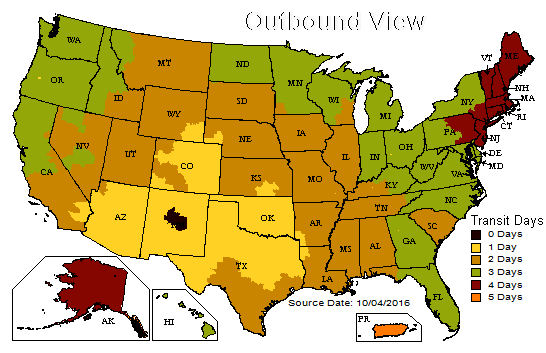 Outbound View
WA
OR
CA
NV
ID
MT
WY
UT
CO
AZ
ND
SD
NE
KS
OK
TX
MN
IA
MO
AR
LA
WI
IL
MI
IN
OH
KY
TN
MS
AL
GA
FL
SC
NC
VA
WV
PA
NY
VT
ME
NH
MA
RI
CT
NJ
DE
MD
AK
HI
PR
Transit Days
0 Days
1 Day
2 Days
3 Days
4 Days
5 Days
Source Date: 10/04/2016